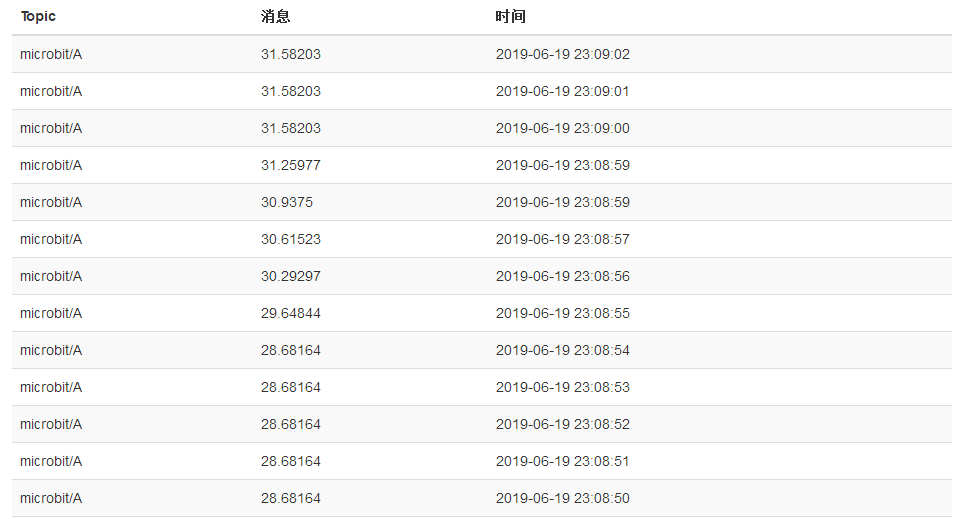 Topic 消息 时间
microbit/A 31.58203 2019-06-19 23:09:02
microbit/A 31.58203 2019-06-19 23:09:01
microbit/A 31.58203 2019-06-19 23:09:00
microbit/A 31.25977 2019-06-19 23:08:59
microbit/A 30.9375 2019-06-19 23:08:59
microbit/A 30.61523 2019-06-19 23:08:57
microbit/A 30.29297 2019-06-19 23:08:56
microbit/A 29.64844 2019-06-19 23:08:55
microbit/A 28.68164 2019-06-19 23:08:54
microbit/A 28.68164 2019-06-19 23:08:53
microbit/A 28.68164 2019-06-19 23:08:52
microbit/A 28.68164 2019-06-19 23:08:51
microbit/A 28.68164 2019-06-19 23:08:50